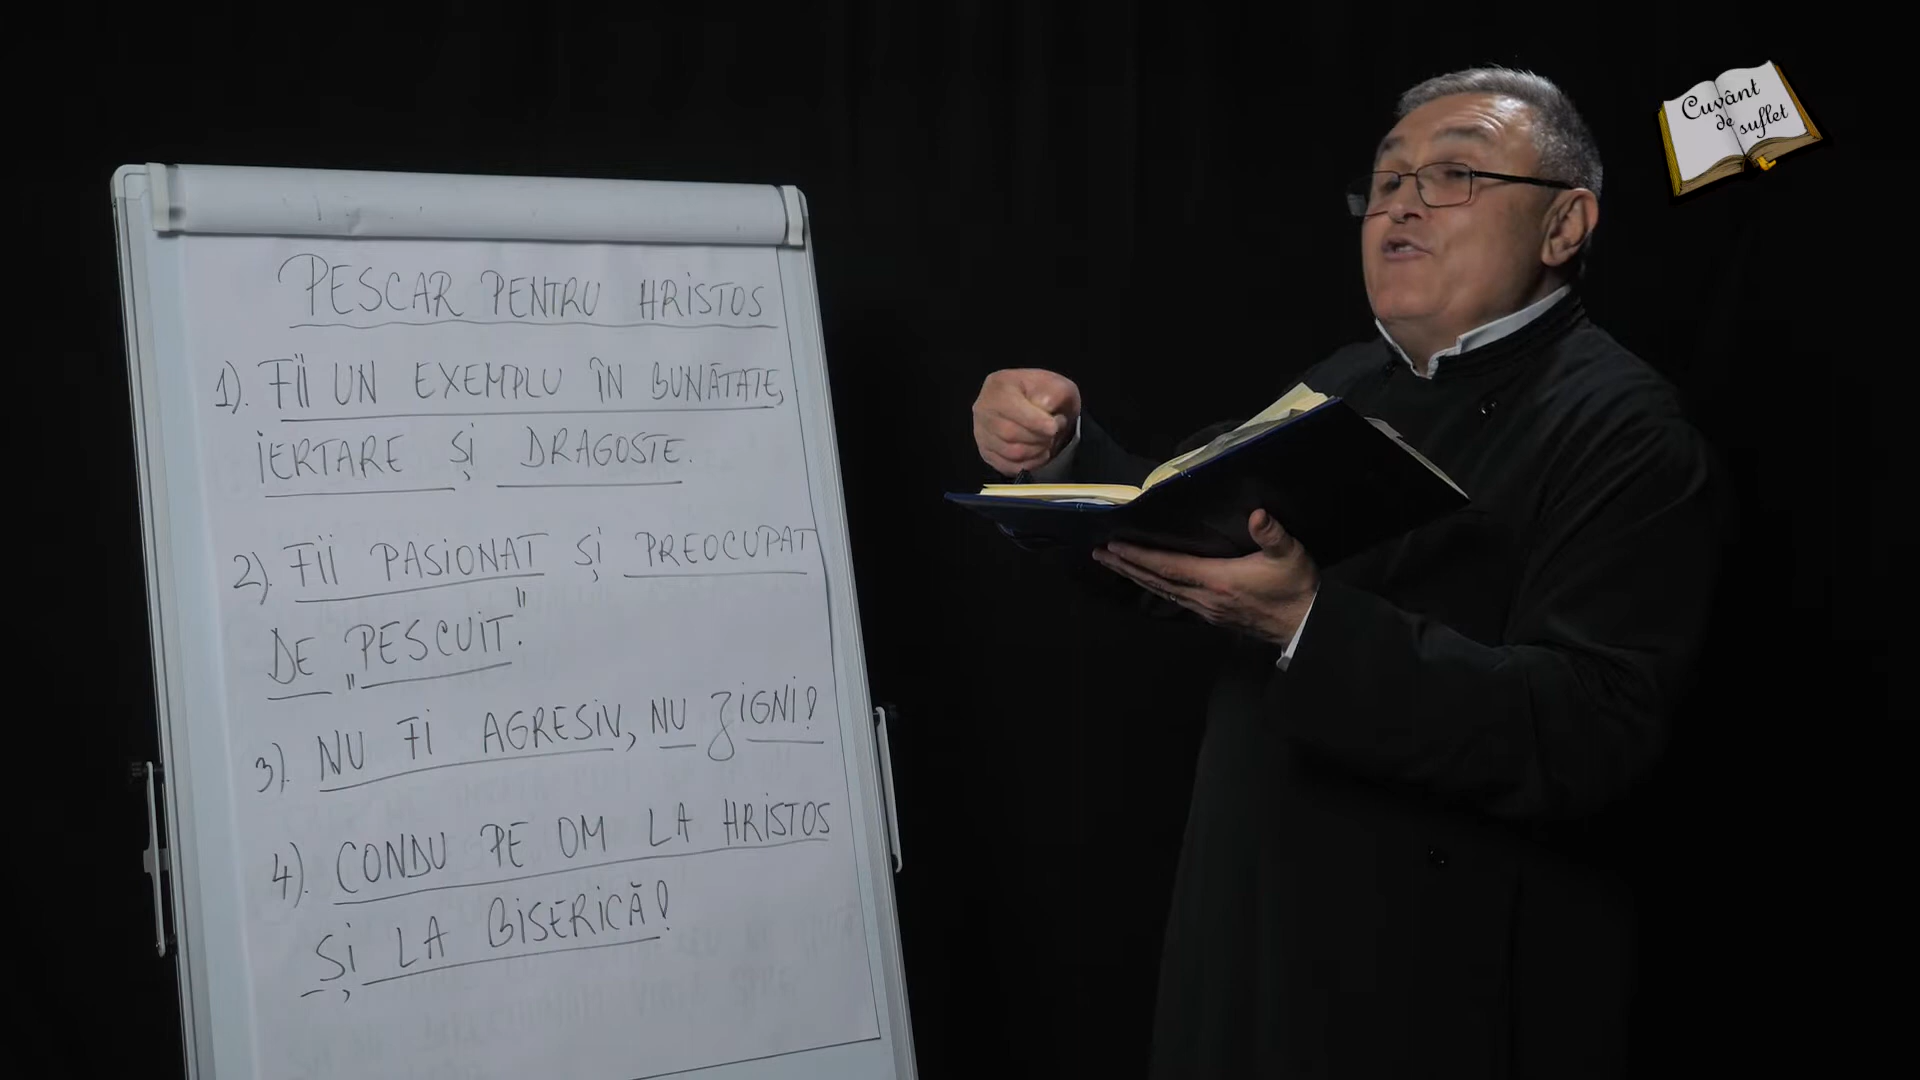 PESCAR PENTRU HRISTOS
1). FII UN EXEMPLU ÎN BUNĂTATE,
IERTARE ȘI DRAGOSTE.
2). FII PASIONAT ȘI PREOCUPAT
DE „PESCUIT."
3). NU FI AGRESIV, NU JIGNI!
4). CONDU PE OM LA HRISTOS
ȘI LA BISERICĂ!
Cuvânt
de suflet